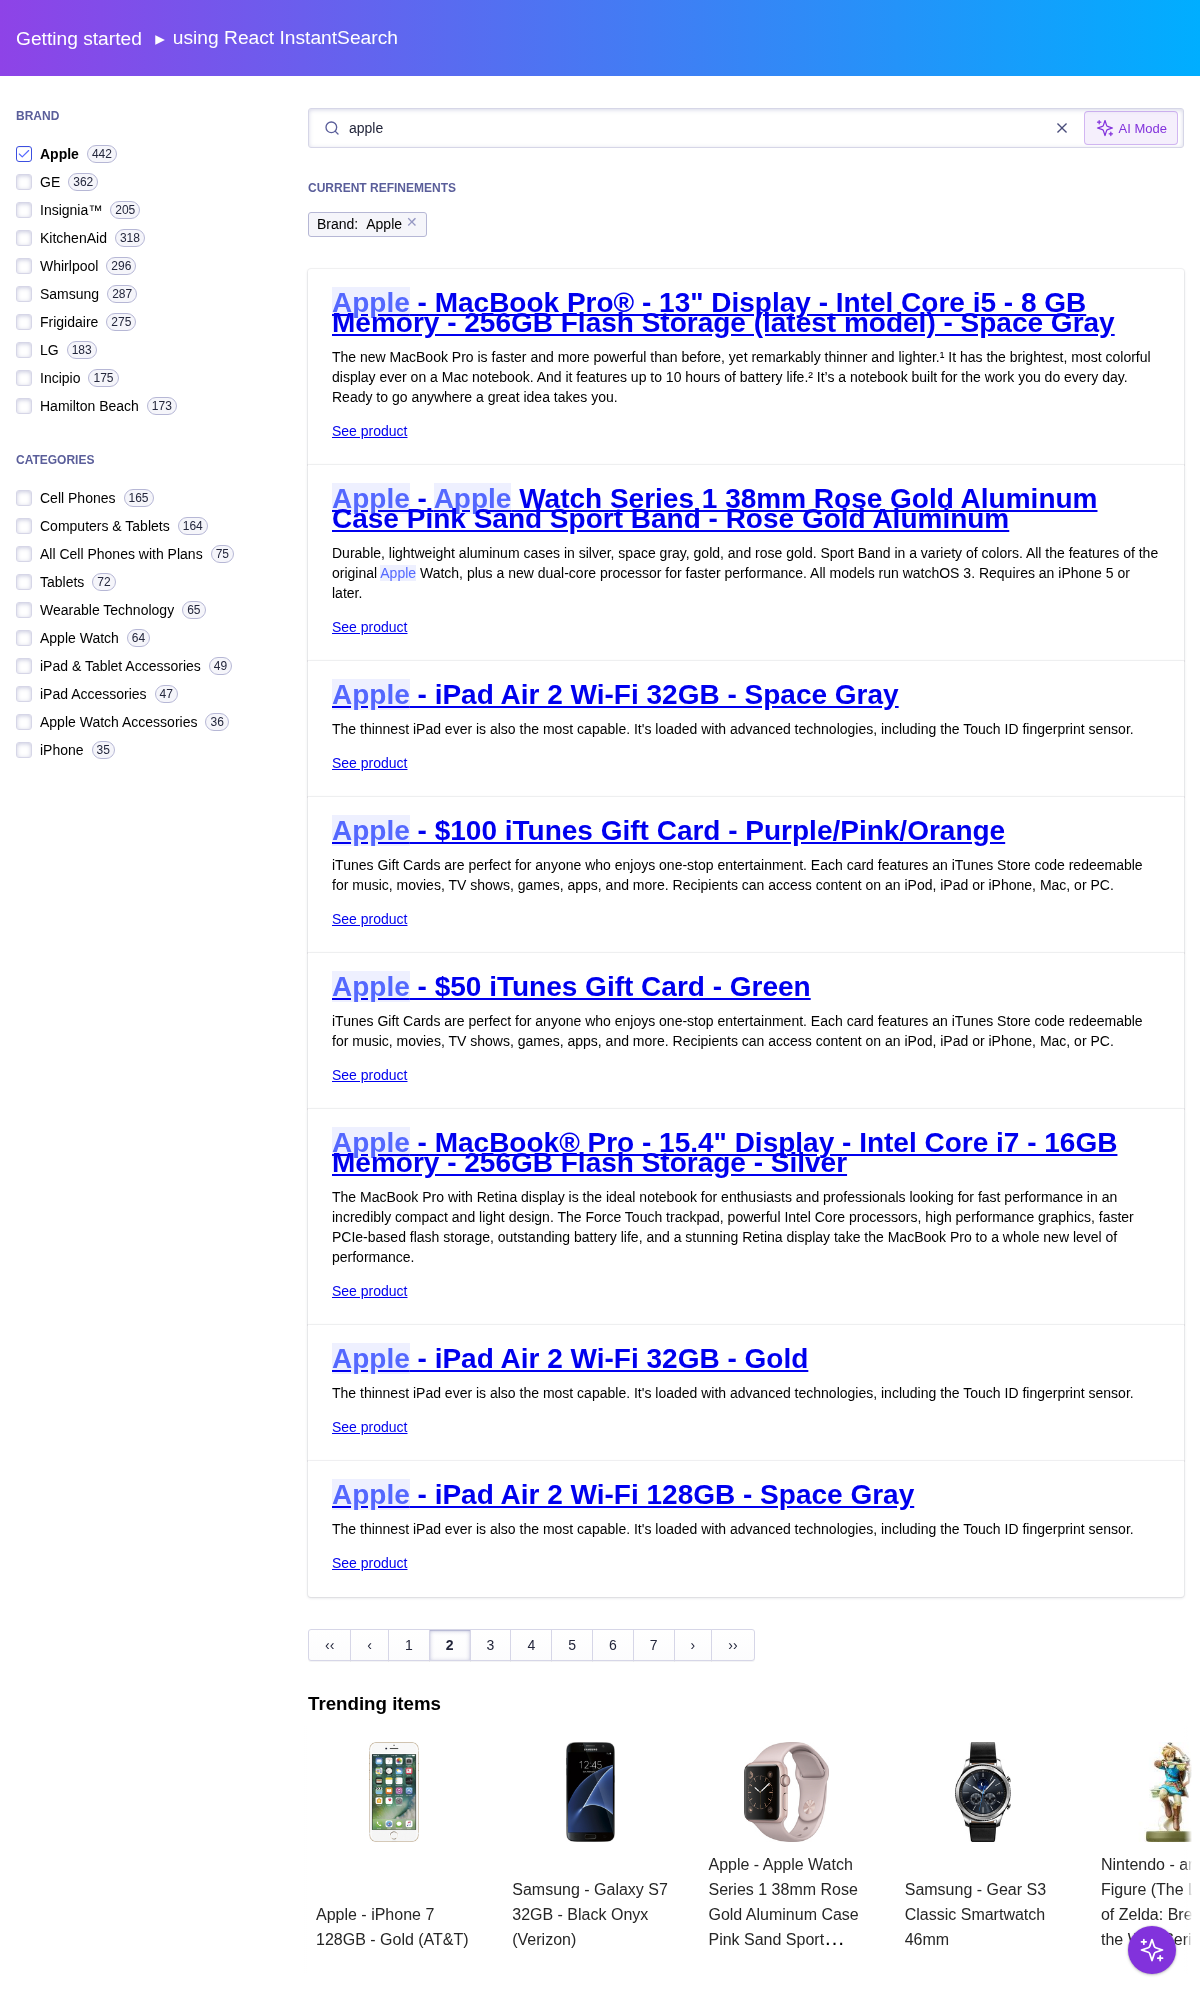 Getting started ▸ using React InstantSearch
BRAND
Apple 442
GE 362
Insignia™ 205
KitchenAid 318
Whirlpool 296
Samsung 287
Frigidaire 275
LG 183
Incipio 175
Hamilton Beach 173
CATEGORIES
Cell Phones 165
Computers & Tablets 164
All Cell Phones with Plans 75
Tablets 72
Wearable Technology 65
Apple Watch 64
iPad & Tablet Accessories 49
iPad Accessories 47
Apple Watch Accessories 36
iPhone 35
apple
AI Mode
CURRENT REFINEMENTS
Brand: Apple ✕
Apple - MacBook Pro® - 13" Display - Intel Core i5 - 8 GB
Memory - 256GB Flash Storage (latest model) - Space Gray
The new MacBook Pro is faster and more powerful than before, yet remarkably thinner and lighter.¹ It has the brightest, most colorful
display ever on a Mac notebook. And it features up to 10 hours of battery life.² It's a notebook built for the work you do every day.
Ready to go anywhere a great idea takes you.
See product
Apple - Apple Watch Series 1 38mm Rose Gold Aluminum
Case Pink Sand Sport Band - Rose Gold Aluminum
Durable, lightweight aluminum cases in silver, space gray, gold, and rose gold. Sport Band in a variety of colors. All the features of the
original Apple Watch, plus a new dual-core processor for faster performance. All models run watchOS 3. Requires an iPhone 5 or
later.
See product
Apple - iPad Air 2 Wi-Fi 32GB - Space Gray
The thinnest iPad ever is also the most capable. It's loaded with advanced technologies, including the Touch ID fingerprint sensor.
See product
Apple - $100 iTunes Gift Card - Purple/Pink/Orange
iTunes Gift Cards are perfect for anyone who enjoys one-stop entertainment. Each card features an iTunes Store code redeemable
for music, movies, TV shows, games, apps, and more. Recipients can access content on an iPod, iPad or iPhone, Mac, or PC.
See product
Apple - $50 iTunes Gift Card - Green
iTunes Gift Cards are perfect for anyone who enjoys one-stop entertainment. Each card features an iTunes Store code redeemable
for music, movies, TV shows, games, apps, and more. Recipients can access content on an iPod, iPad or iPhone, Mac, or PC.
See product
Apple - MacBook® Pro - 15.4" Display - Intel Core i7 - 16GB
Memory - 256GB Flash Storage - Silver
The MacBook Pro with Retina display is the ideal notebook for enthusiasts and professionals looking for fast performance in an
incredibly compact and light design. The Force Touch trackpad, powerful Intel Core processors, high performance graphics, faster
PCIe-based flash storage, outstanding battery life, and a stunning Retina display take the MacBook Pro to a whole new level of
performance.
See product
Apple - iPad Air 2 Wi-Fi 32GB - Gold
The thinnest iPad ever is also the most capable. It's loaded with advanced technologies, including the Touch ID fingerprint sensor.
See product
Apple - iPad Air 2 Wi-Fi 128GB - Space Gray
The thinnest iPad ever is also the most capable. It's loaded with advanced technologies, including the Touch ID fingerprint sensor.
See product
‹‹ ‹ 1 2 3 4 5 6 7 › ››
Trending items
12:45
Apple - iPhone 7
128GB - Gold (AT&T)
Samsung - Galaxy S7
32GB - Black Onyx
(Verizon)
Apple - Apple Watch
Series 1 38mm Rose
Gold Aluminum Case
Pink Sand Sport…
Samsung - Gear S3
Classic Smartwatch
46mm
Nintendo -
Figure (The
of Zelda:
the